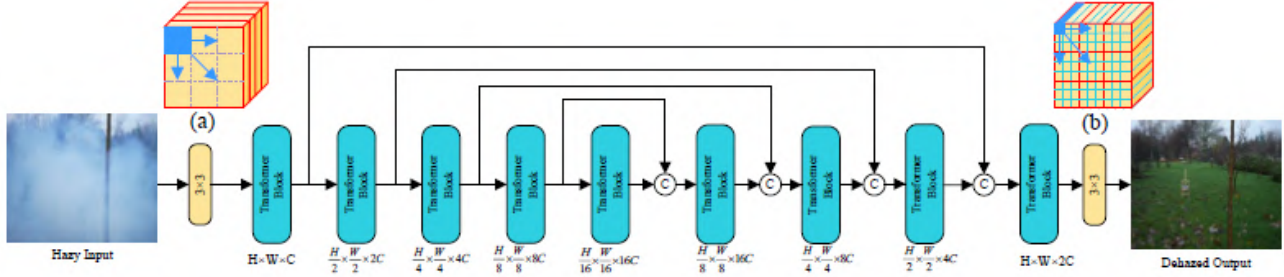 (a)
(b)
3×3
Transformer Block
Transformer Block
Transformer Block
Transformer Block
Transformer Block
C
Transformer Block
C
Transformer Block
C
Transformer Block
C
Transformer Block
3×3
Hazy Input
H×W×C
H/2 × W/2 × 2C
H/4 × W/4 × 4C
H/8 × W/8 × 8C
H/16 × W/16 × 16C
H/8 × W/8 × 16C
H/4 × W/4 × 8C
H/2 × W/2 × 4C
H×W×2C
Dehazed Output